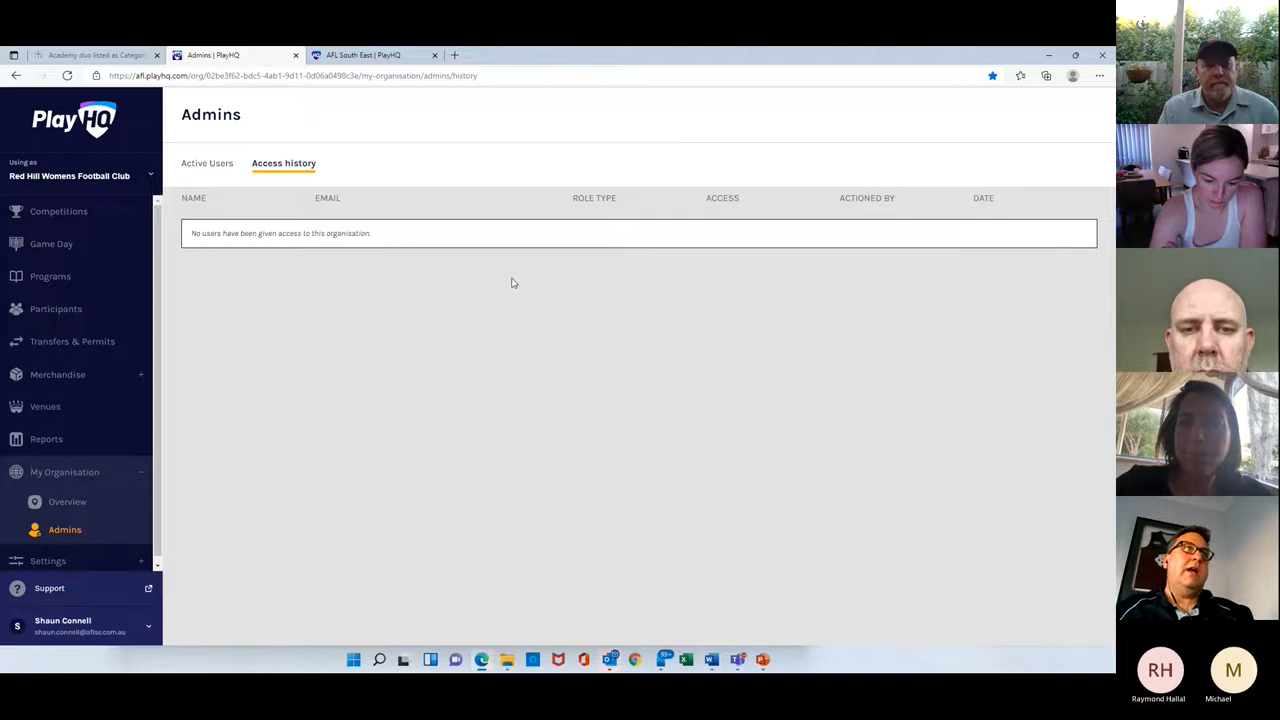 Academy duo listed as Category
Admins | PlayHQ
AFL South East | PlayHQ
https://afl.playhq.com/org/02be3f62-bdc5-4ab1-9d11-0d06a0498c3e/my-organisation/admins/history
PlayHQ
Using as
Red Hill Womens Football Club
Competitions
Game Day
Programs
Participants
Transfers & Permits
Merchandise
Venues
Reports
My Organisation
Overview
Admins
Settings
Support
S
Shaun Connell
shaun.connell@aflse.com.au
Admins
Active Users
Access history
NAME EMAIL ROLE TYPE ACCESS ACTIONED BY DATE
No users have been given access to this organisation.
99+
RH
Raymond Hallal
M
Michael